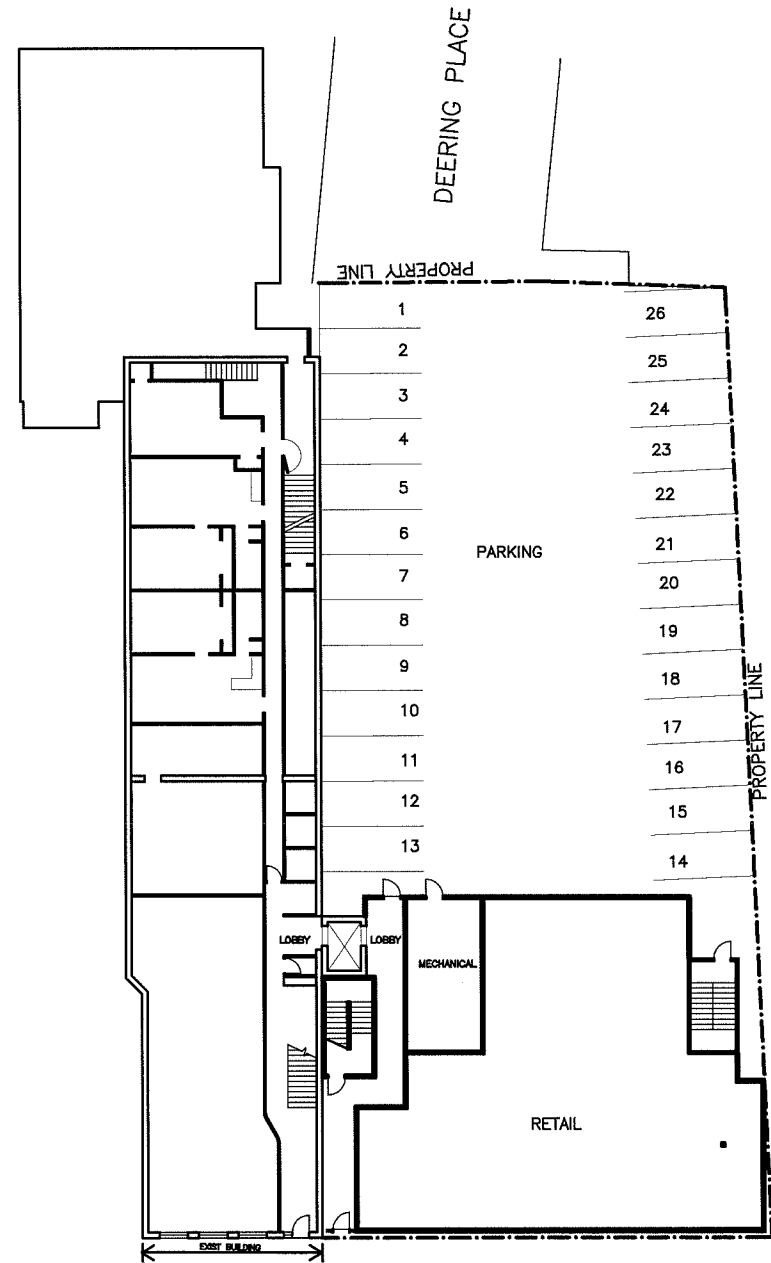 DEERING PLACE
PROPERTY LINE
1
26
2
25
3
24
4
23
5
22
6
21
PARKING
7
20
8
19
9
18
10
17
PROPERTY LINE
11
16
12
15
13
14
LOBBY
LOBBY
MECHANICAL
RETAIL
EXIST BUILDING